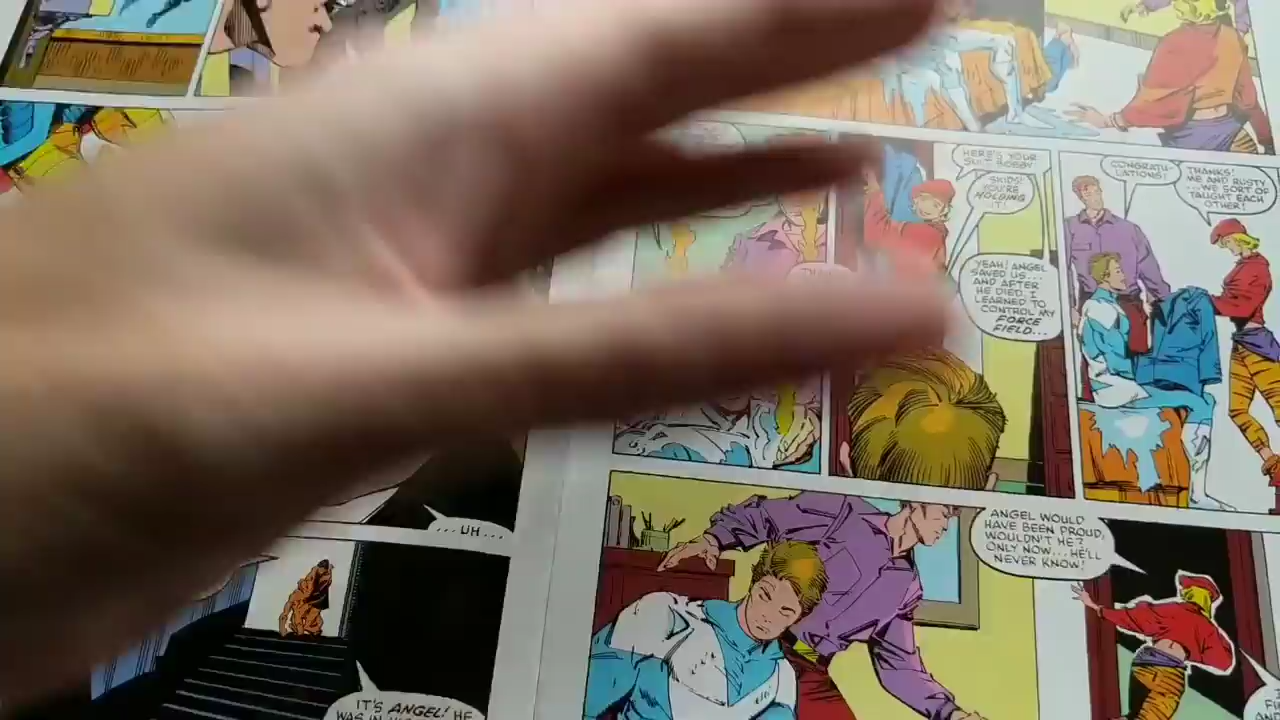 ...UH...
IT'S ANGEL! HE
WAS IN
HERE'S YOUR
SUIT BOBBY
SKIDS!
YOU'RE
HOLDING
IT!
YEAH! ANGEL
SAVED US...
AND AFTER
HE DIED, I
LEARNED TO
CONTROL MY
FORCE
FIELD...
CONGRATU-
LATIONS!
THANKS!
ME AND RUSTY
...WE SORT OF
TAUGHT EACH
OTHER!
ANGEL WOULD
HAVE BEEN PROUD,
WOULDN'T HE?
ONLY NOW...HE'LL
NEVER KNOW!